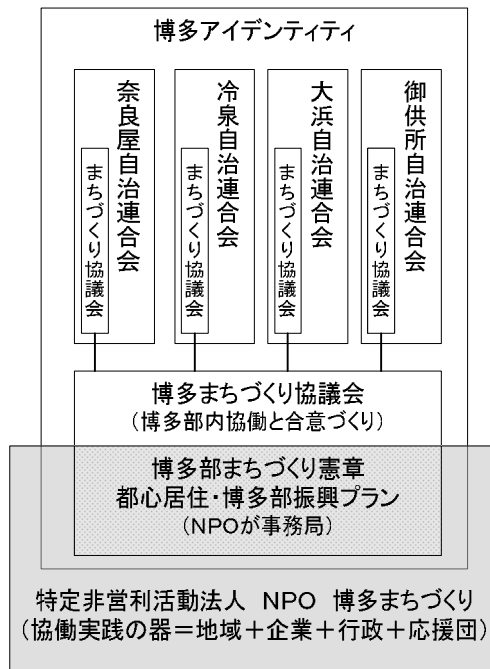 博多アイデンティティ
奈良屋自治連合会
まちづくり協議会
冷泉自治連合会
まちづくり協議会
大浜自治連合会
まちづくり協議会
御供所自治連合会
まちづくり協議会
博多まちづくり協議会
(博多部内協働と合意づくり)
博多部まちづくり憲章
都心居住・博多部振興プラン
(NPOが事務局)
特定非営利活動法人 NPO 博多まちづくり
(協働実践の器=地域+企業+行政+応援団)